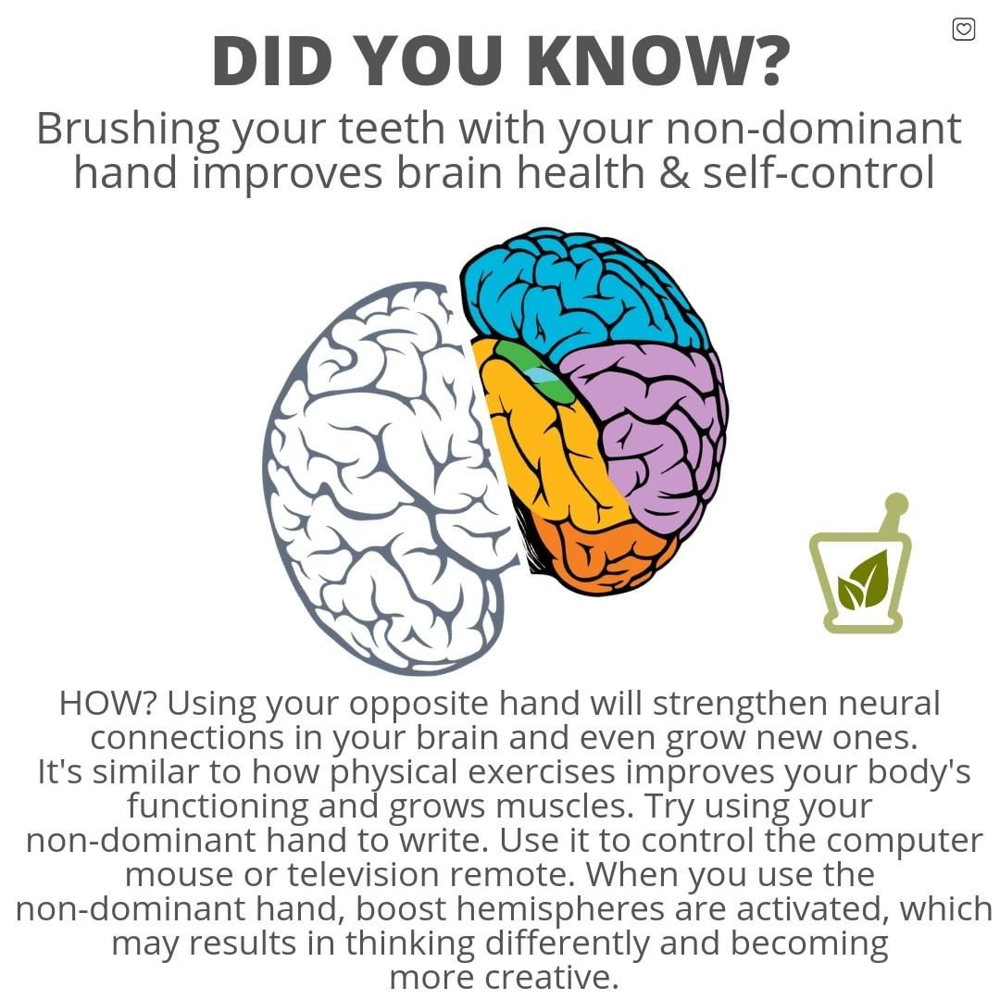 DID YOU KNOW?
Brushing your teeth with your non-dominant
hand improves brain health & self-control
HOW? Using your opposite hand will strengthen neural
connections in your brain and even grow new ones.
It's similar to how physical exercises improves your body's
functioning and grows muscles. Try using your
non-dominant hand to write. Use it to control the computer
mouse or television remote. When you use the
non-dominant hand, boost hemispheres are activated, which
may results in thinking differently and becoming
more creative.